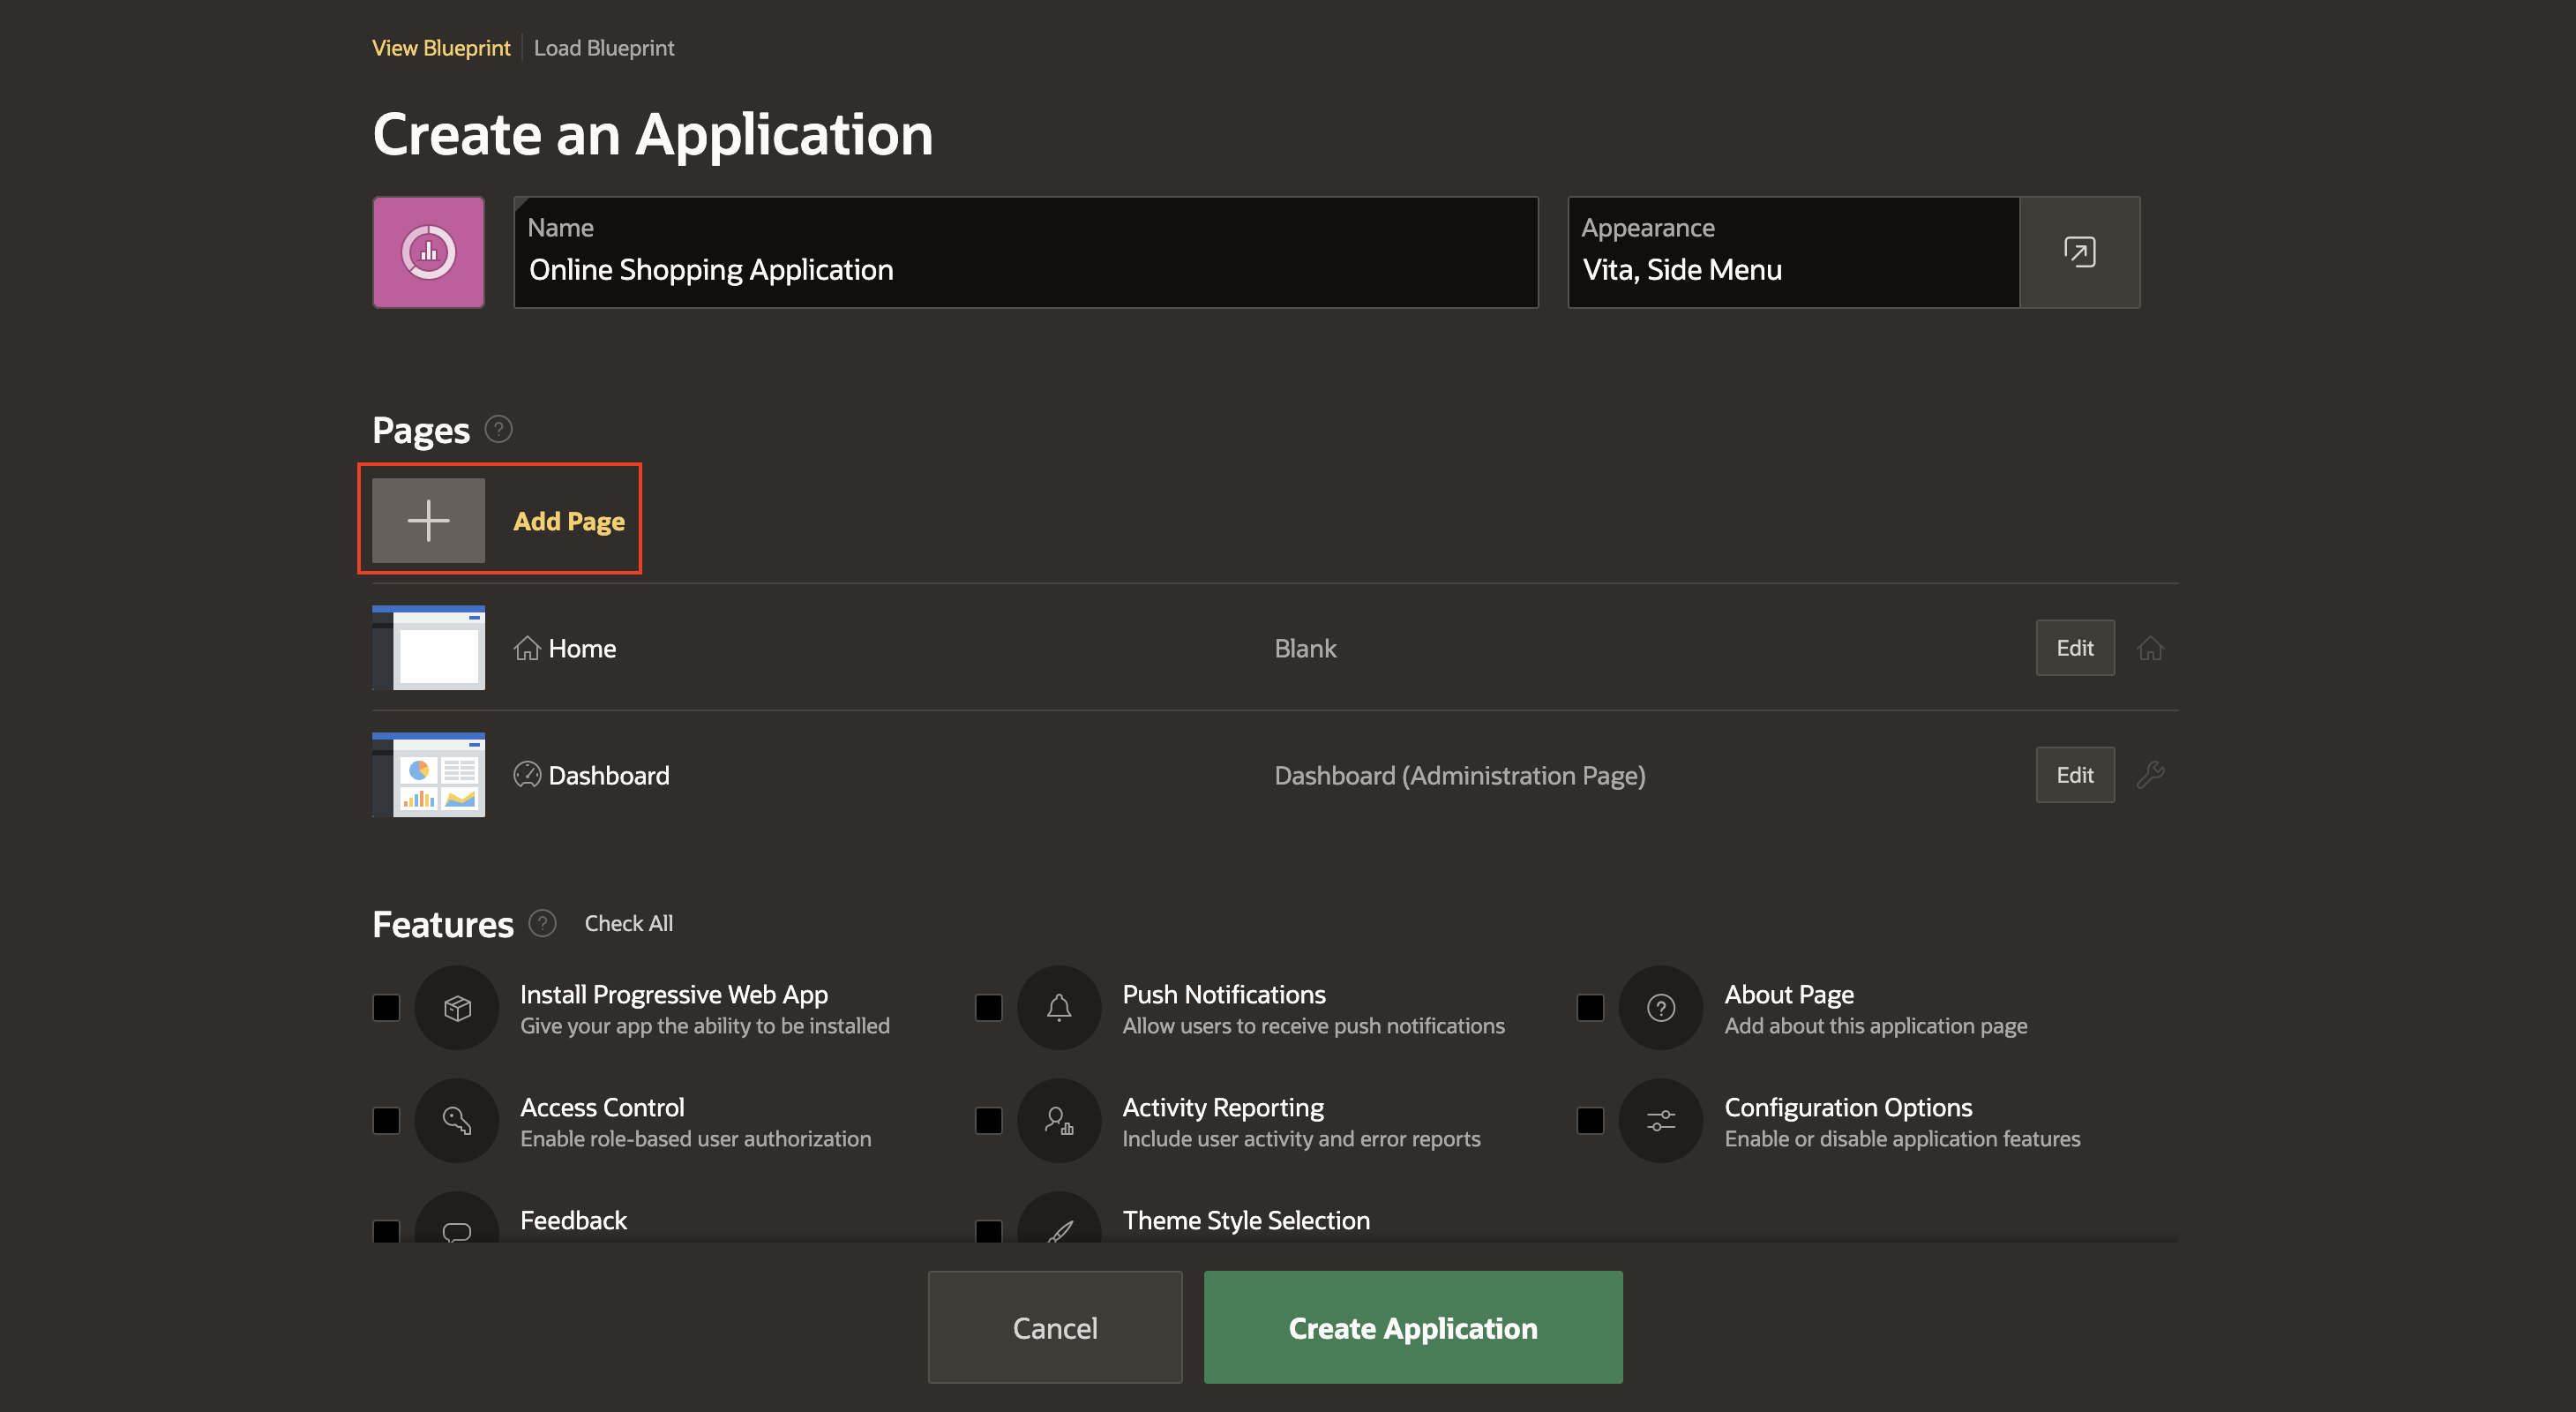 View Blueprint Load Blueprint
Create an Application
Name
Online Shopping Application
Appearance
Vita, Side Menu
Pages ?
Add Page
Home Blank Edit
Dashboard Dashboard (Administration Page) Edit
Features ? Check All
Install Progressive Web App
Give your app the ability to be installed
Push Notifications
Allow users to receive push notifications
About Page
Add about this application page
Access Control
Enable role-based user authorization
Activity Reporting
Include user activity and error reports
Configuration Options
Enable or disable application features
Feedback
Theme Style Selection
Cancel
Create Application